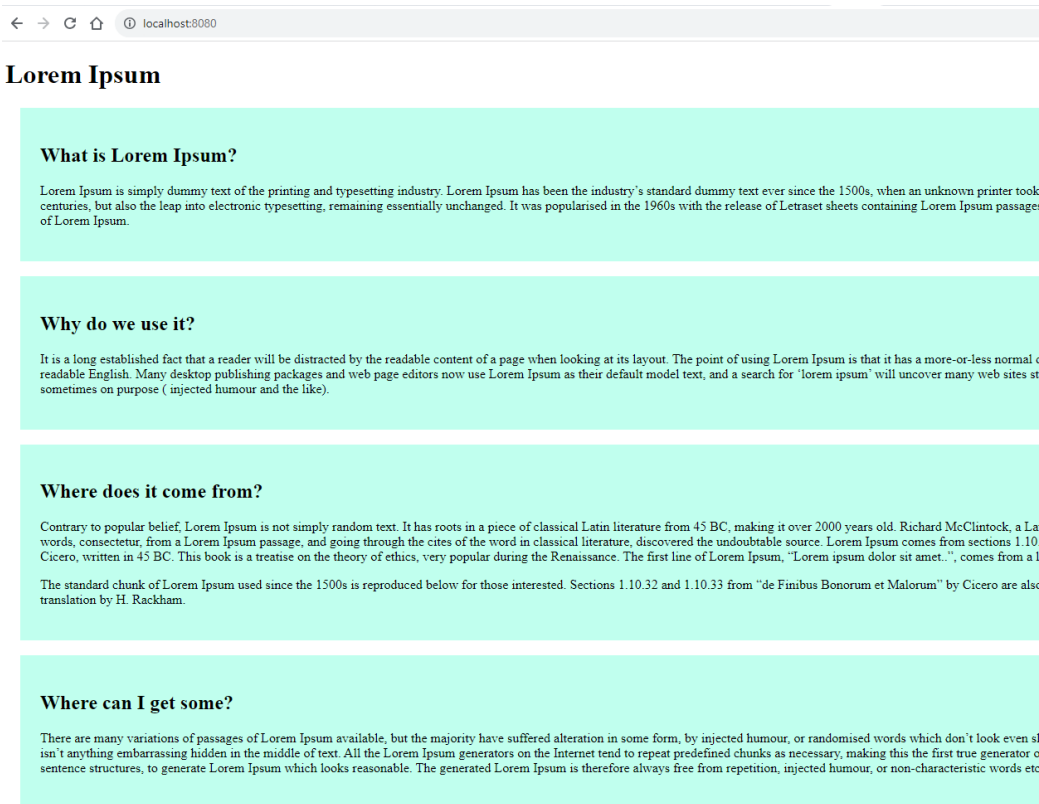 localhost:8080
Lorem Ipsum
What is Lorem Ipsum?
Lorem Ipsum is simply dummy text of the printing and typesetting industry. Lorem Ipsum has been the industry’s standard dummy text ever since the 1500s, when an unknown printer took
centuries, but also the leap into electronic typesetting, remaining essentially unchanged. It was popularised in the 1960s with the release of Letraset sheets containing Lorem Ipsum passages
of Lorem Ipsum.
Why do we use it?
It is a long established fact that a reader will be distracted by the readable content of a page when looking at its layout. The point of using Lorem Ipsum is that it has a more-or-less normal
readable English. Many desktop publishing packages and web page editors now use Lorem Ipsum as their default model text, and a search for ‘lorem ipsum’ will uncover many web sites st
sometimes on purpose ( injected humour and the like).
Where does it come from?
Contrary to popular belief, Lorem Ipsum is not simply random text. It has roots in a piece of classical Latin literature from 45 BC, making it over 2000 years old. Richard McClintock, a La
words, consectetur, from a Lorem Ipsum passage, and going through the cites of the word in classical literature, discovered the undoubtable source. Lorem Ipsum comes from sections 1.10
Cicero, written in 45 BC. This book is a treatise on the theory of ethics, very popular during the Renaissance. The first line of Lorem Ipsum, “Lorem ipsum dolor sit amet..”, comes from a
The standard chunk of Lorem Ipsum used since the 1500s is reproduced below for those interested. Sections 1.10.32 and 1.10.33 from “de Finibus Bonorum et Malorum” by Cicero are also
translation by H. Rackham.
Where can I get some?
There are many variations of passages of Lorem Ipsum available, but the majority have suffered alteration in some form, by injected humour, or randomised words which don’t look even sl
isn’t anything embarrassing hidden in the middle of text. All the Lorem Ipsum generators on the Internet tend to repeat predefined chunks as necessary, making this the first true generator o
sentence structures, to generate Lorem Ipsum which looks reasonable. The generated Lorem Ipsum is therefore always free from repetition, injected humour, or non-characteristic words etc